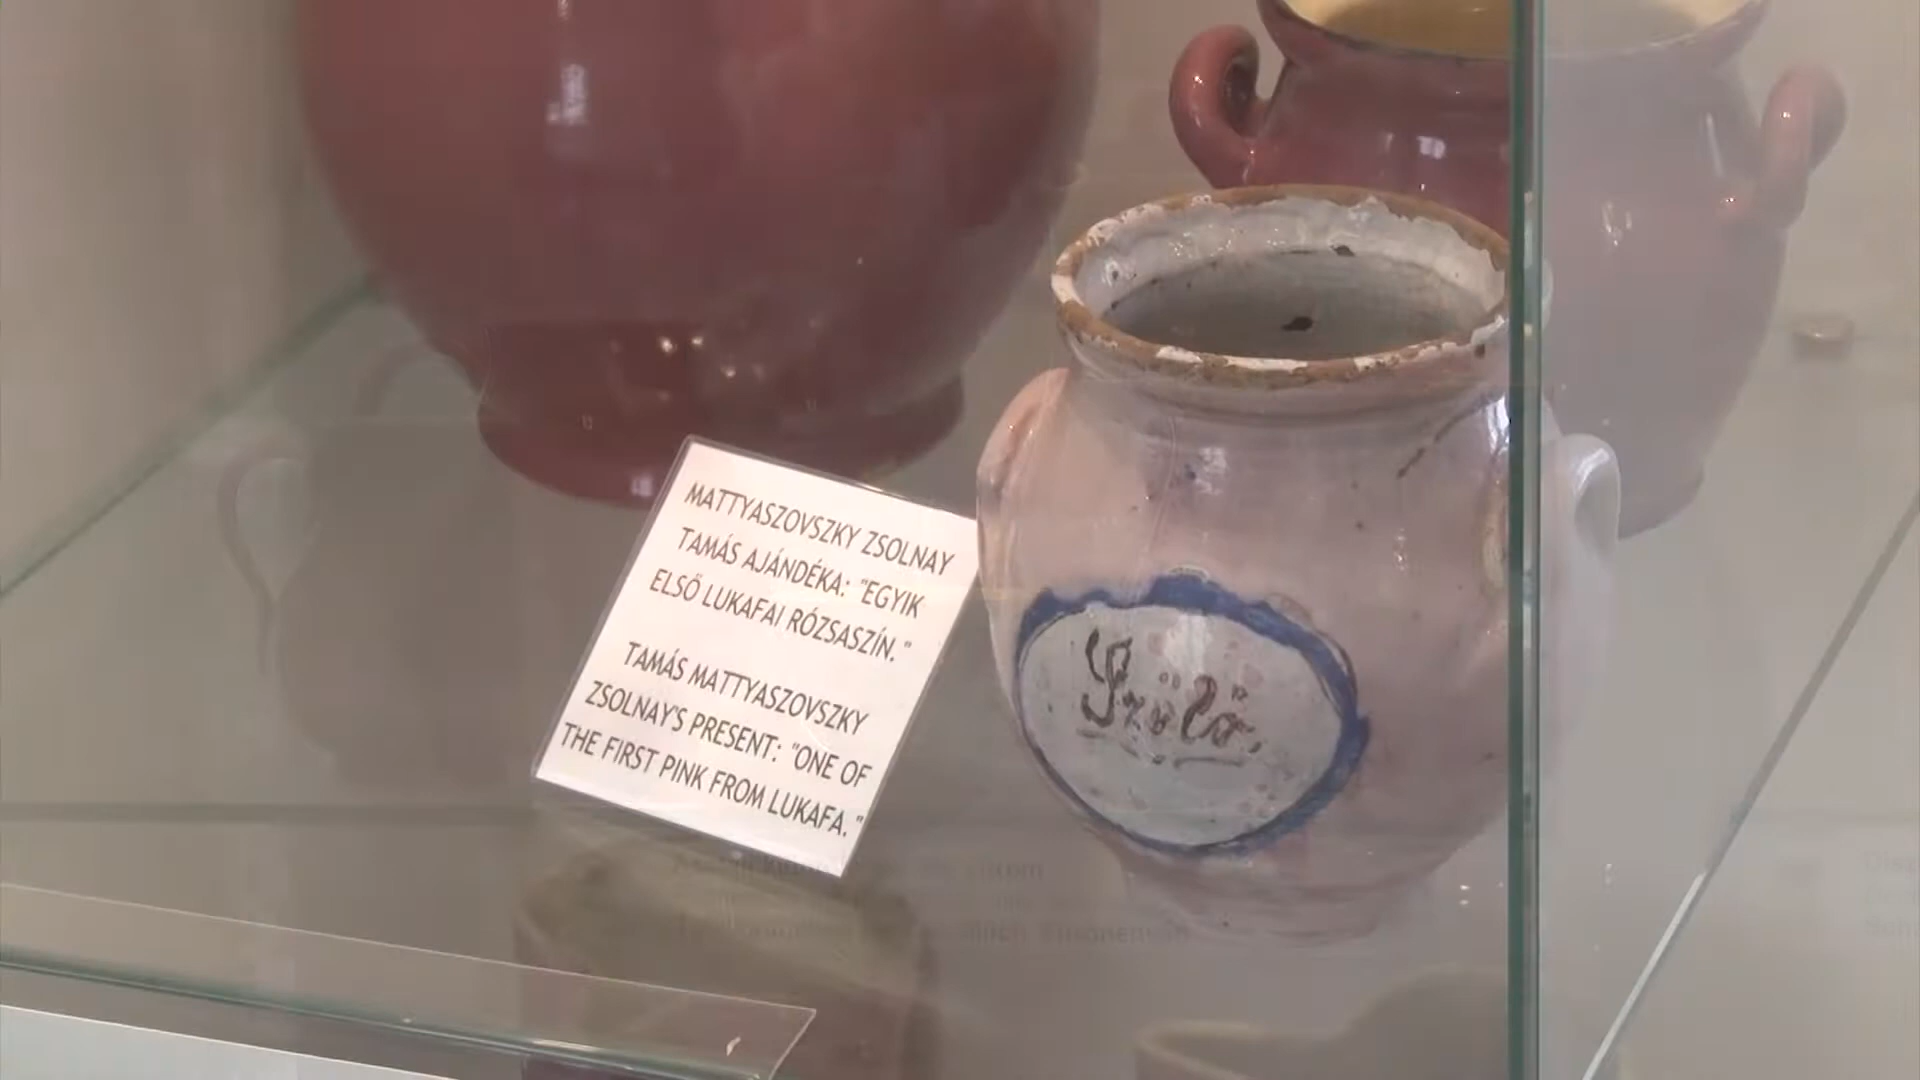 MATTYASZOVSZKY ZSOLNAY
TAMÁS AJÁNDÉKA: "EGYIK
ELSŐ LUKAFAI RÓZSASZÍN."
TAMÁS MATTYASZOVSZKY
ZSOLNAY'S PRESENT: "ONE OF
THE FIRST PINK FROM LUKAFA."
Szölö.